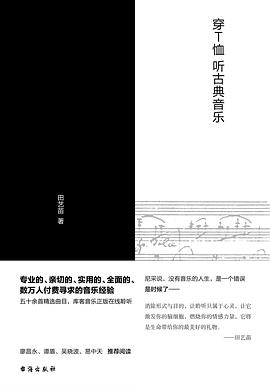 穿T恤 听古典音乐
田艺苗 著
专业的、亲切的、实用的、全面的、
数万人付费寻求的音乐经验
五十余首精选曲目,库客音乐正版在线聆听
尼采说,没有音乐的人生,是一个错误
是时候了——
消除形式与目的,让聆听只属于心灵,让它
激发你的脑细胞,燃烧你的情感力量。它将
是生命带给你的最美好的礼物。
——田艺苗
廖昌永、谭盾、吴晓波、易中天 推荐阅读
台海出版社